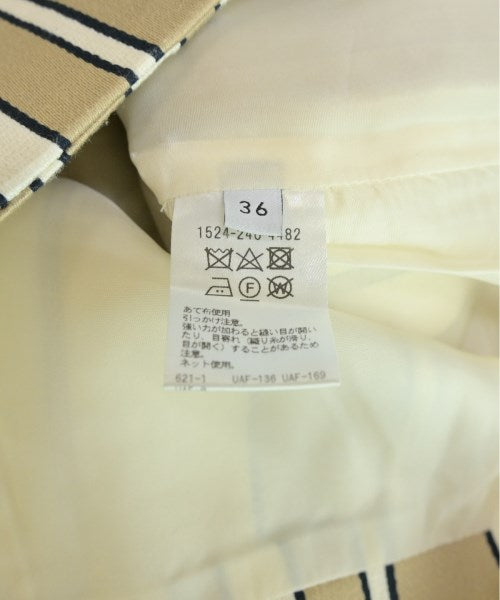 36
1524-240 4482
F W
あて布使用
引っかけ注意。
強い力が加わると縫い目が開い
たり、目寄れ（織り糸が滑り、
目が開く）することがあるため
注意。
ネット使用。
621-1 UAF-136 UAF-169